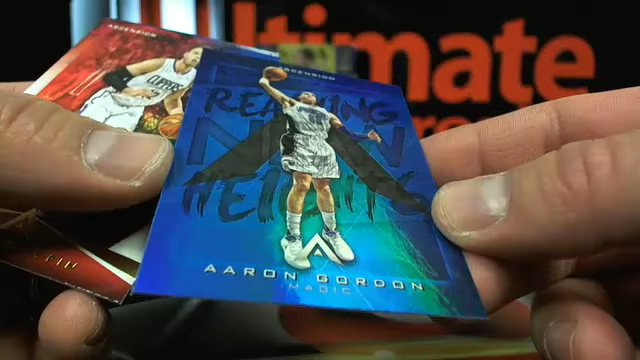 Ultimate
ASCENSION
CLIPPERS
ASCENSION
REACHING
NEW
HEIGHTS
AARON GORDON
MAGIC